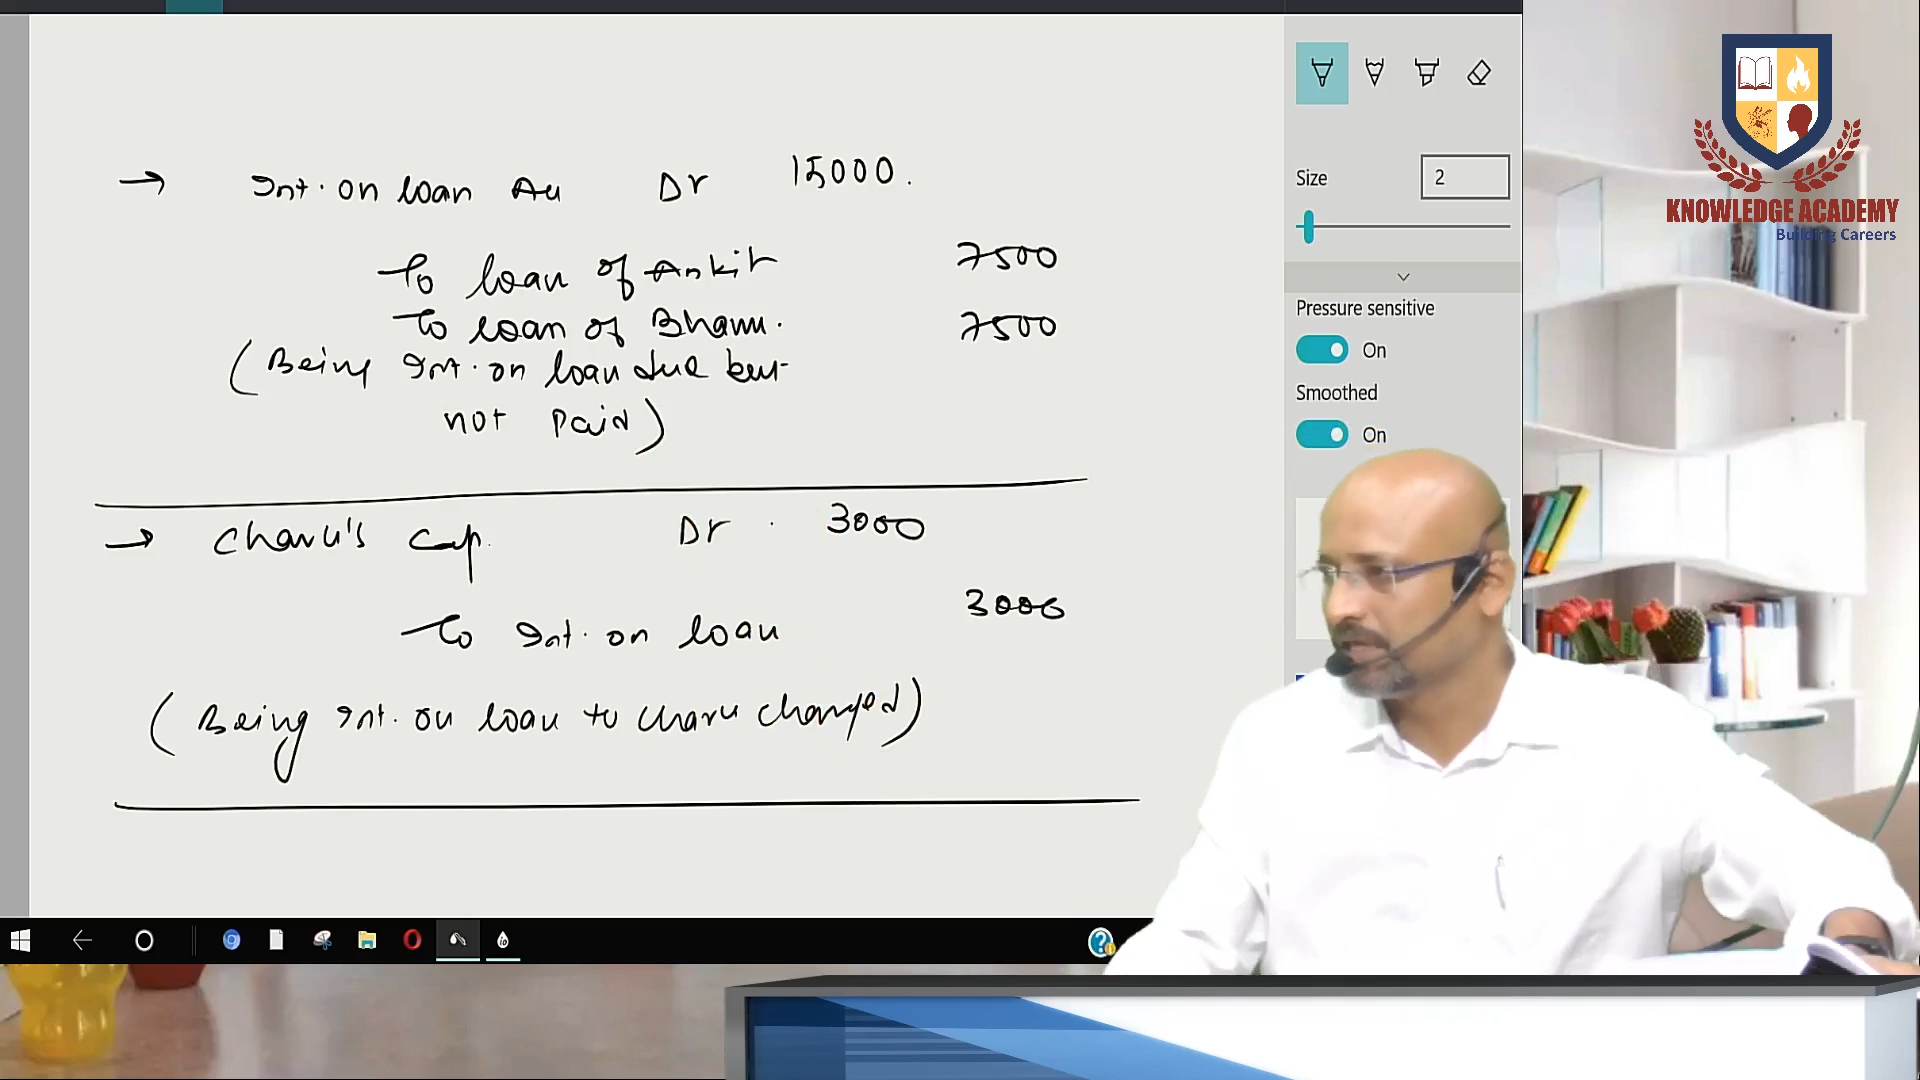 → Int. on loan A/c Dr 15000.
To loan of Ankit 7500
To loan of Bhanu. 7500
(Being Int. on loan due but
not paid)
→ Charu's Cap. Dr. 3000
To Int. on loan 3000
(Being Int. on loan to Charu charged)
Size 2
Pressure sensitive
On
Smoothed
On
KNOWLEDGE ACADEMY
Building Careers